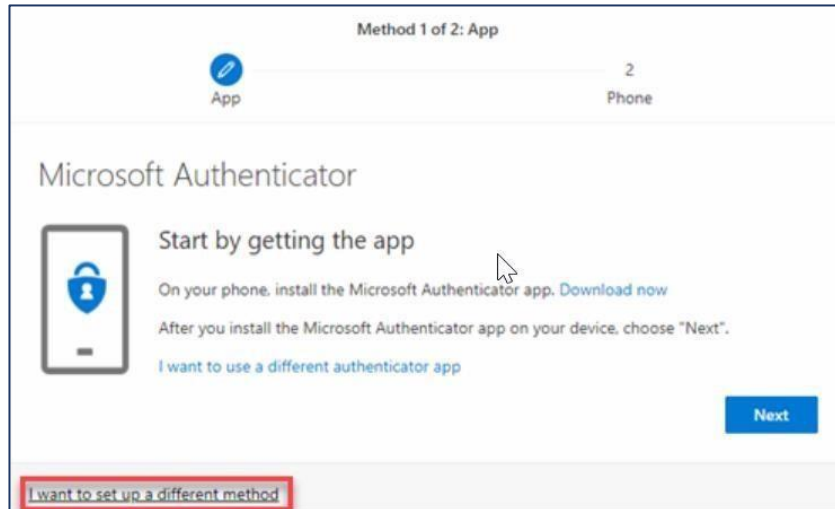 Method 1 of 2: App
2
App
Phone
Microsoft Authenticator
Start by getting the app
On your phone, install the Microsoft Authenticator app. Download now
After you install the Microsoft Authenticator app on your device, choose "Next".
I want to use a different authenticator app
Next
I want to set up a different method